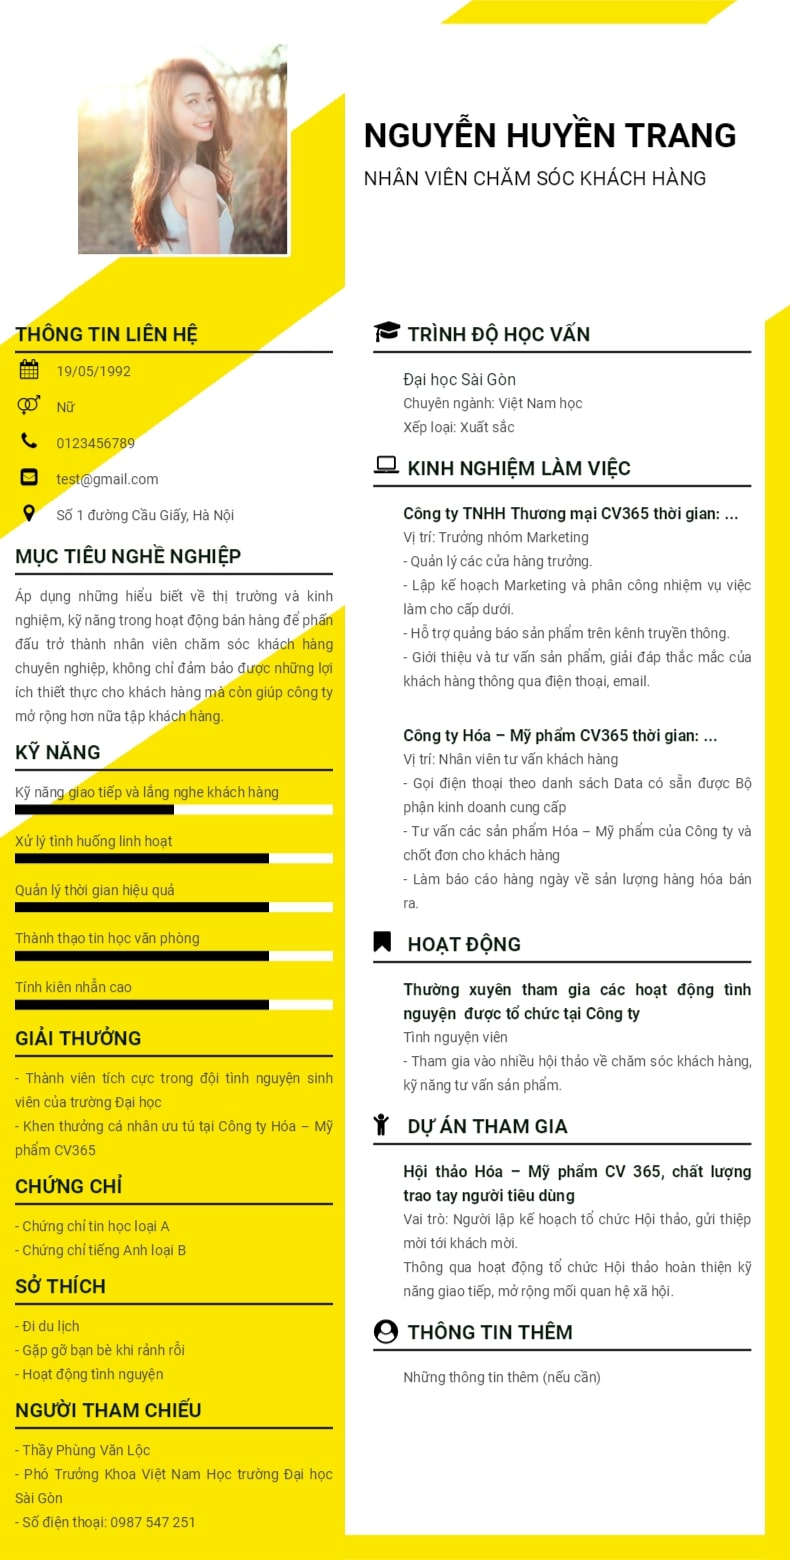 NGUYỄN HUYỀN TRANG
NHÂN VIÊN CHĂM SÓC KHÁCH HÀNG
THÔNG TIN LIÊN HỆ
19/05/1992
Nữ
0123456789
test@gmail.com
Số 1 đường Cầu Giấy, Hà Nội
MỤC TIÊU NGHỀ NGHIỆP
Áp dụng những hiểu biết về thị trường và kinh
nghiệm, kỹ năng trong hoạt động bán hàng để phấn
đấu trở thành nhân viên chăm sóc khách hàng
chuyên nghiệp, không chỉ đảm bảo được những lợi
ích thiết thực cho khách hàng mà còn giúp công ty
mở rộng hơn nữa tập khách hàng.
KỸ NĂNG
Kỹ năng giao tiếp và lắng nghe khách hàng
Xử lý tình huống linh hoạt
Quản lý thời gian hiệu quả
Thành thạo tin học văn phòng
Tính kiên nhẫn cao
GIẢI THƯỞNG
- Thành viên tích cực trong đội tình nguyện sinh
viên của trường Đại học
- Khen thưởng cá nhân ưu tú tại Công ty Hóa – Mỹ
phẩm CV365
CHỨNG CHỈ
- Chứng chỉ tin học loại A
- Chứng chỉ tiếng Anh loại B
SỞ THÍCH
- Đi du lịch
- Gặp gỡ bạn bè khi rảnh rỗi
- Hoạt động tình nguyện
NGƯỜI THAM CHIẾU
- Thầy Phùng Văn Lộc
- Phó Trưởng Khoa Việt Nam Học trường Đại học
Sài Gòn
- Số điện thoại: 0987 547 251
TRÌNH ĐỘ HỌC VẤN
Đại học Sài Gòn
Chuyên ngành: Việt Nam học
Xếp loại: Xuất sắc
KINH NGHIỆM LÀM VIỆC
Công ty TNHH Thương mại CV365 thời gian: ...
Vị trí: Trưởng nhóm Marketing
- Quản lý các cửa hàng trưởng.
- Lập kế hoạch Marketing và phân công nhiệm vụ việc
làm cho cấp dưới.
- Hỗ trợ quảng báo sản phẩm trên kênh truyền thông.
- Giới thiệu và tư vấn sản phẩm, giải đáp thắc mắc của
khách hàng thông qua điện thoại, email.
Công ty Hóa – Mỹ phẩm CV365 thời gian: ...
Vị trí: Nhân viên tư vấn khách hàng
- Gọi điện thoại theo danh sách Data có sẵn được Bộ
phận kinh doanh cung cấp
- Tư vấn các sản phẩm Hóa – Mỹ phẩm của Công ty và
chốt đơn cho khách hàng
- Làm báo cáo hàng ngày về sản lượng hàng hóa bán
ra.
HOẠT ĐỘNG
Thường xuyên tham gia các hoạt động tình
nguyện được tổ chức tại Công ty
Tình nguyện viên
- Tham gia vào nhiều hội thảo về chăm sóc khách hàng,
kỹ năng tư vấn sản phẩm.
DỰ ÁN THAM GIA
Hội thảo Hóa – Mỹ phẩm CV 365, chất lượng
trao tay người tiêu dùng
Vai trò: Người lập kế hoạch tổ chức Hội thảo, gửi thiệp
mời tới khách mời.
Thông qua hoạt động tổ chức Hội thảo hoàn thiện kỹ
năng giao tiếp, mở rộng mối quan hệ xã hội.
THÔNG TIN THÊM
Những thông tin thêm (nếu cần)